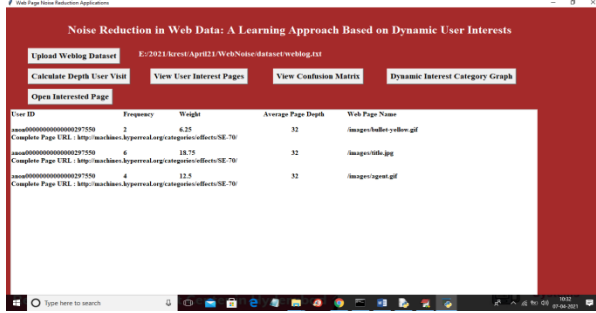 Web Page Noise Reduction Applications
Noise Reduction in Web Data: A Learning Approach Based on Dynamic User Interests
Upload Weblog Dataset E:/2021/krest/April21/WebNoise/dataset/weblog.txt
Calculate Depth User Visit View User Interest Pages View Confusion Matrix Dynamic Interest Category Graph
Open Interested Page
User ID Frequency Weight Average Page Depth Web Page Name
anon00000000000000297550 2 6.25 32 /images/bullet-yellow.gif
Complete Page URL : http://machines.hyperreal.org/categories/effects/SE-70/
anon00000000000000297550 6 18.75 32 /images/title.jpg
Complete Page URL : http://machines.hyperreal.org/categories/effects/SE-70/
anon00000000000000297550 4 12.5 32 /images/agent.gif
Complete Page URL : http://machines.hyperreal.org/categories/effects/SE-70/
Type here to search
10:02
07-04-2021